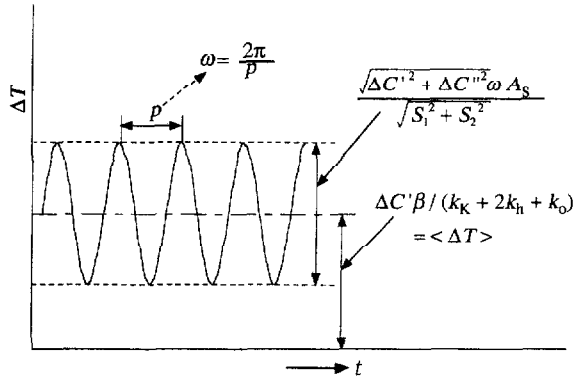 ω = 2π/p
p
ΔT
√(ΔC'² + ΔC''²) ω A_S
√(S₁² + S₂²)
ΔC'β / (k_K + 2k_h + k_o)
= <ΔT>
t